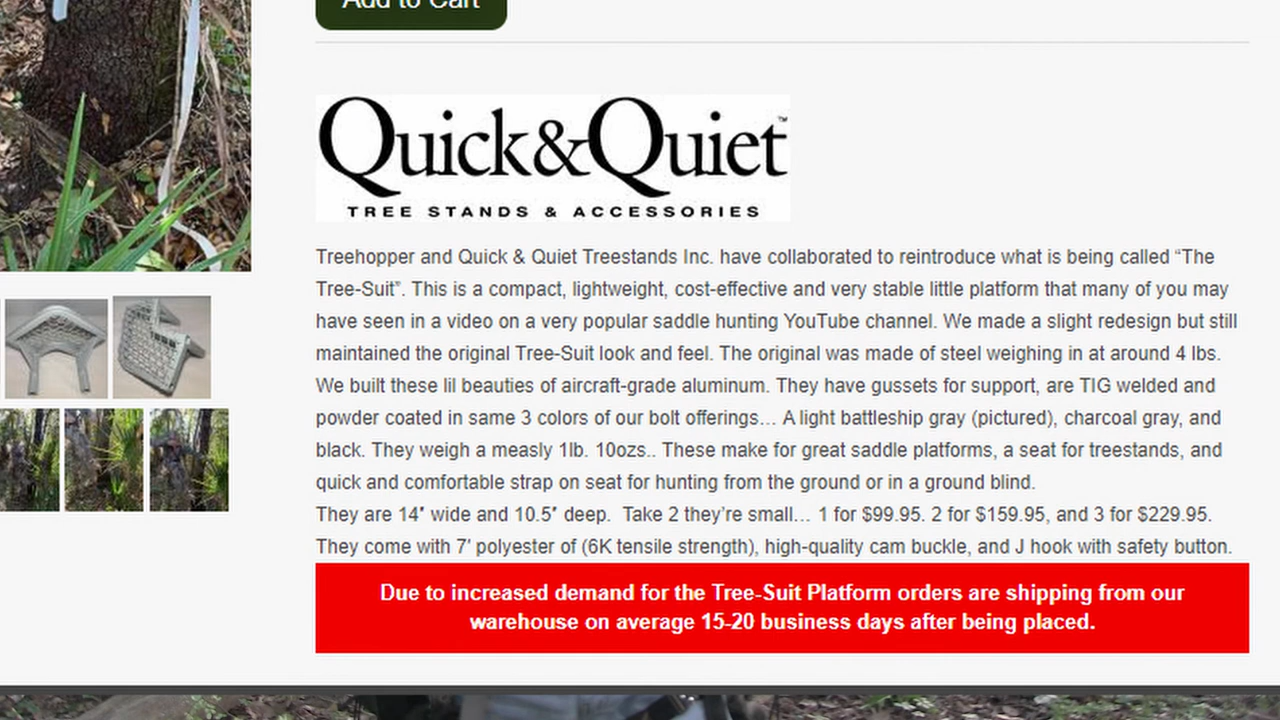 Add to Cart
Quick&Quiet™
TREE STANDS & ACCESSORIES
Treehopper and Quick & Quiet Treestands Inc. have collaborated to reintroduce what is being called “The
Tree-Suit”. This is a compact, lightweight, cost-effective and very stable little platform that many of you may
have seen in a video on a very popular saddle hunting YouTube channel. We made a slight redesign but still
maintained the original Tree-Suit look and feel. The original was made of steel weighing in at around 4 lbs.
We built these lil beauties of aircraft-grade aluminum. They have gussets for support, are TIG welded and
powder coated in same 3 colors of our bolt offerings… A light battleship gray (pictured), charcoal gray, and
black. They weigh a measly 1lb. 10ozs.. These make for great saddle platforms, a seat for treestands, and
quick and comfortable strap on seat for hunting from the ground or in a ground blind.
They are 14″ wide and 10.5″ deep.  Take 2 they’re small… 1 for $99.95. 2 for $159.95, and 3 for $229.95.
They come with 7′ polyester of (6K tensile strength), high-quality cam buckle, and J hook with safety button.
Due to increased demand for the Tree-Suit Platform orders are shipping from our
warehouse on average 15-20 business days after being placed.